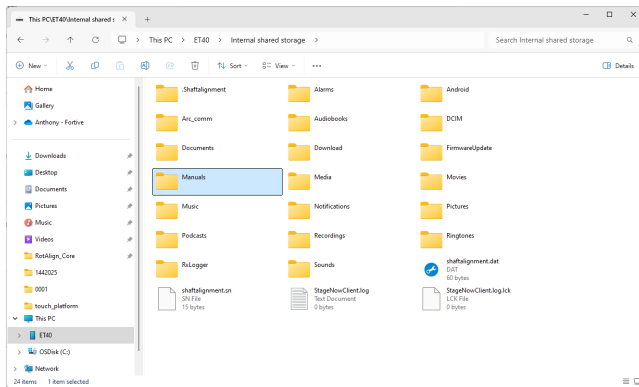 This PC\ET40\Internal shared s
This PC > ET40 > Internal shared storage >
Search Internal shared storage
New
Sort
View
Details
Home
Gallery
Anthony - Fortive
Downloads
Desktop
Documents
Pictures
Music
Videos
RotAlign_Core
1442025
0001
touch_platform
This PC
ET40
OSDisk (C:)
Network
.Shaftalignment
Alarms
Android
Arc_comm
Audiobooks
DCIM
Documents
Download
FirmwareUpdate
Manuals
Media
Movies
Music
Notifications
Pictures
Podcasts
Recordings
Ringtones
RxLogger
Sounds
shaftalignment.dat
DAT
60 bytes
shaftalignment.sn
SN File
15 bytes
StageNowClient.log
Text Document
0 bytes
StageNowClient.log.lck
LCK File
0 bytes
24 items 1 item selected